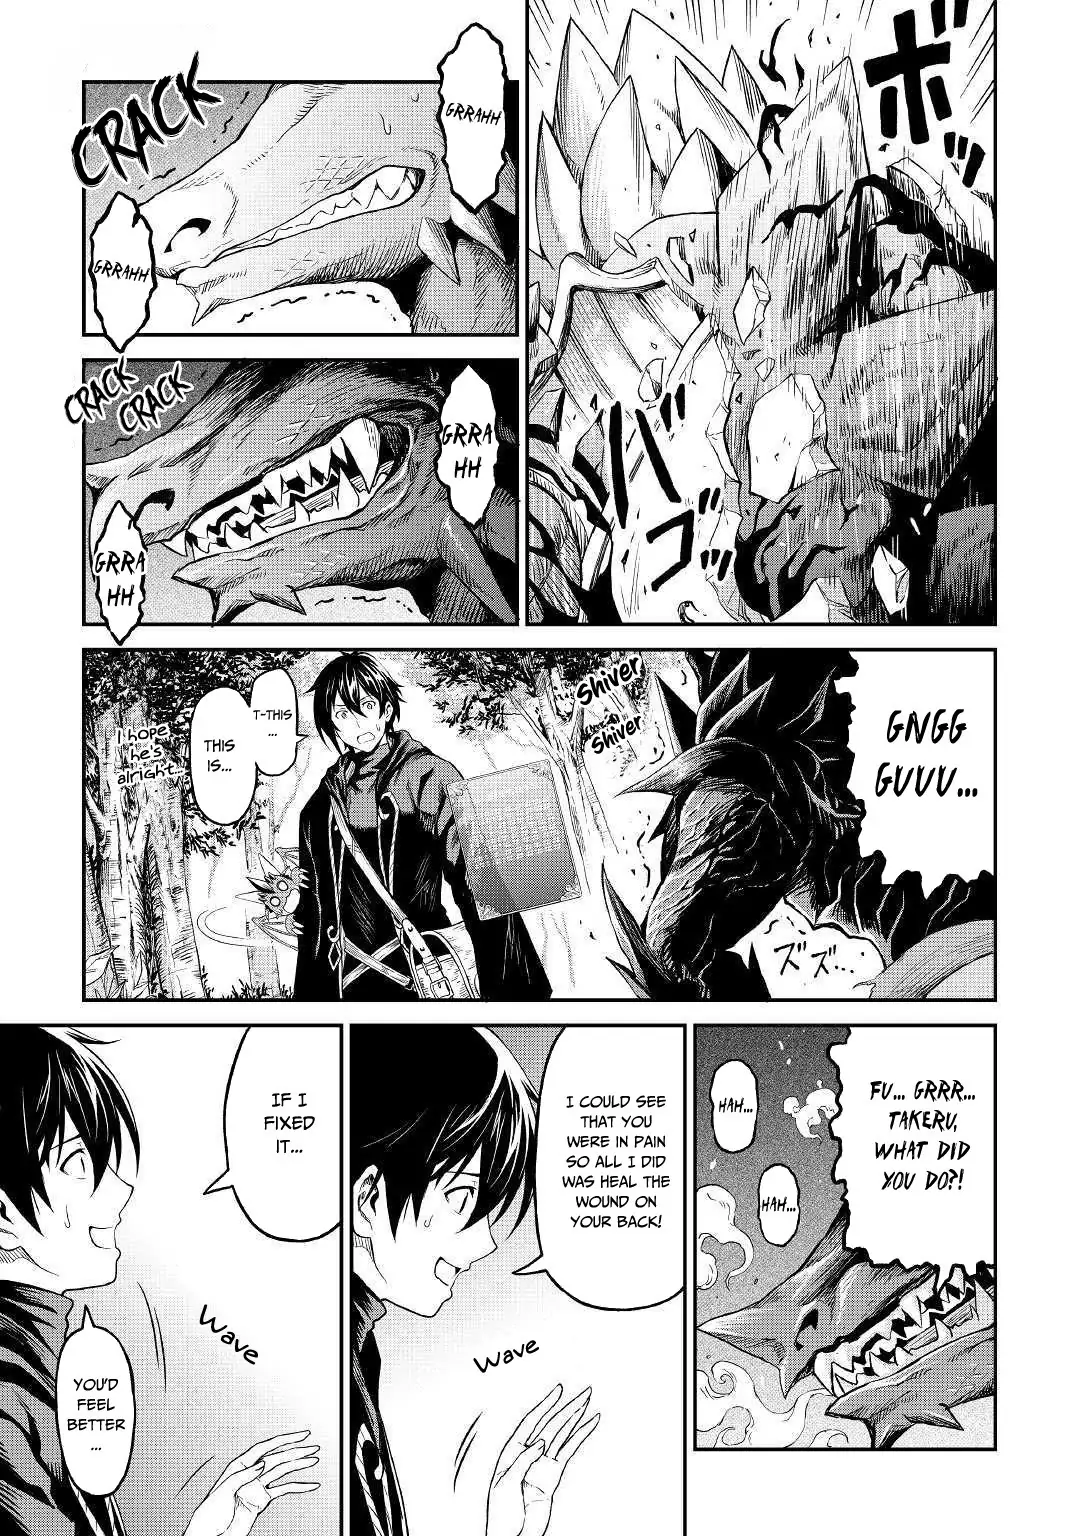 ボゴ
バゴッ
GRRAHH
CRACK
GRRAHH
CRACK
CRACK
GRRA
HH
GRRA
HH
GNGG
GUUU...
Shiver
Shiver
ズズ...
T-THIS
...
THIS
IS...
I hope
he's
alright...
FU... GRRR...
TAKERU,
WHAT DID
YOU DO?!
HAH...
HAH...
I COULD SEE
THAT YOU
WERE IN PAIN
SO ALL I DID
WAS HEAL THE
WOUND ON
YOUR BACK!
Wave
IF I
FIXED
IT...
Wave
YOU'D
FEEL
BETTER
...